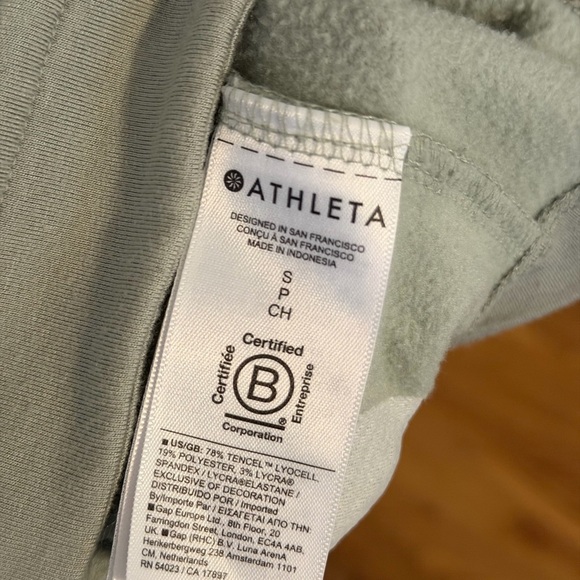 ATHLETA
DESIGNED IN SAN FRANCISCO
CONÇU À SAN FRANCISCO
MADE IN INDONESIA
S
P
CH
Certified
Certifiée
B
Entreprise
Corporation
■ US/GB: 78% TENCEL™ LYOCELL,
19% POLYESTER, 3% LYCRA®
SPANDEX / LYCRA®ELASTANE /
EXCLUSIVE OF DECORATION
DISTRIBUIDO POR / Imported
By/Importe Par / ΕΙΣΑΓΕΤΑΙ ΑΠΟ ΤΗΝ:
■ Gap Europe Ltd., 8th Floor, 20
Farringdon Street, London, EC4A 4AB,
UK. ■ Gap (RHC) B.V. Luna ArenA
Herikerbergweg 238 Amsterdam 1101
CM, Netherlands
RN 54023 / CA 17897